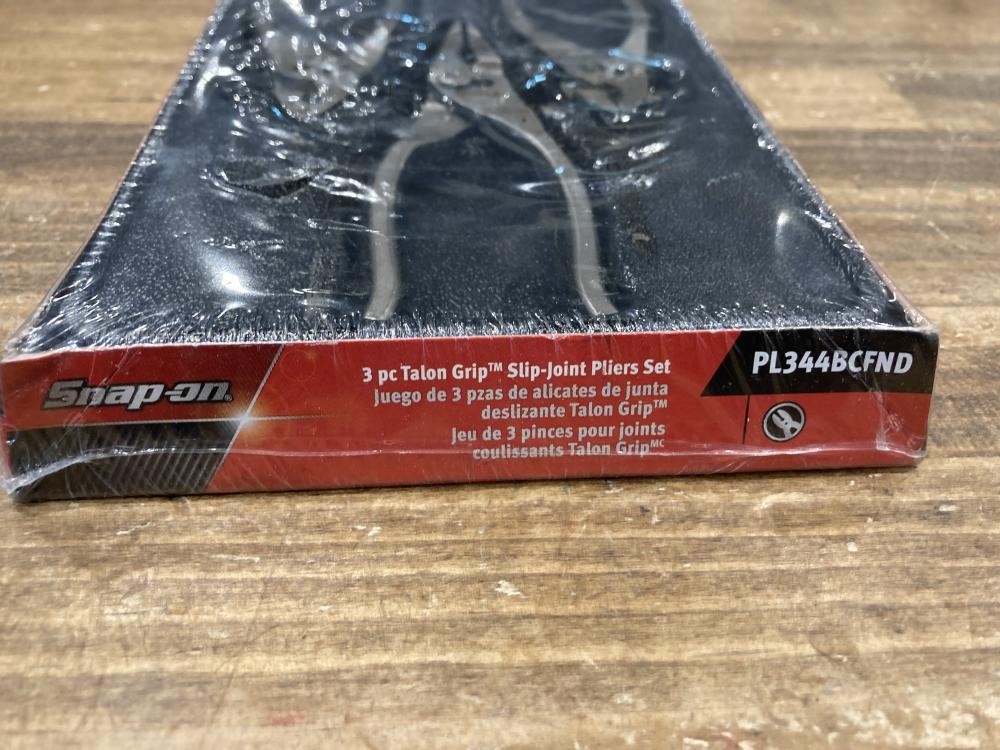 Snap-on®
3 pc Talon Grip™ Slip-Joint Pliers Set
Juego de 3 pzas de alicates de junta
deslizante Talon Grip™
Jeu de 3 pinces pour joints
coulissants Talon Grip MC
PL344BCFND